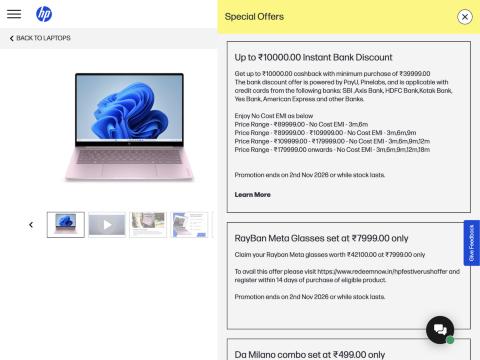 hp
Special Offers
BACK TO LAPTOPS
Up to ₹10000.00 Instant Bank Discount
Get up to ₹10000.00 cashback with minimum purchase of ₹39999.00
The bank discount offer is powered by PayU, Pinelabs, and is applicable
with credit cards from the following banks: SBI ,Axis Bank, HDFC Bank,Kotak Bank,
Yes Bank, American Express and other Banks.
Enjoy No Cost EMI as below
Price Range - ₹89999.00 - No Cost EMI - 3m,6m
Price Range - ₹89999.00 - ₹109999.00 - No Cost EMI - 3m,6m,9m
Price Range - ₹109999.00 - ₹179999.00 - No Cost EMI - 3m,6m,9m,12m
Price Range - ₹179999.00 onwards - No Cost EMI - 3m,6m,9m,12m,18m
Promotion ends on 2nd Nov 2026 or while stock lasts.
Learn More
RayBan Meta Glasses set at ₹7999.00 only
Claim your Rayban Meta glasses worth ₹42100.00 at ₹7999.00 only
To avail this offer please visit https://www.redeemnow.in/hpfestiverushoffer and
register within 14 days of purchase of eligible product.
Promotion ends on 2nd Nov 2026 or while stock lasts.
Give Feedback
Da Milano combo set at ₹499.00 only